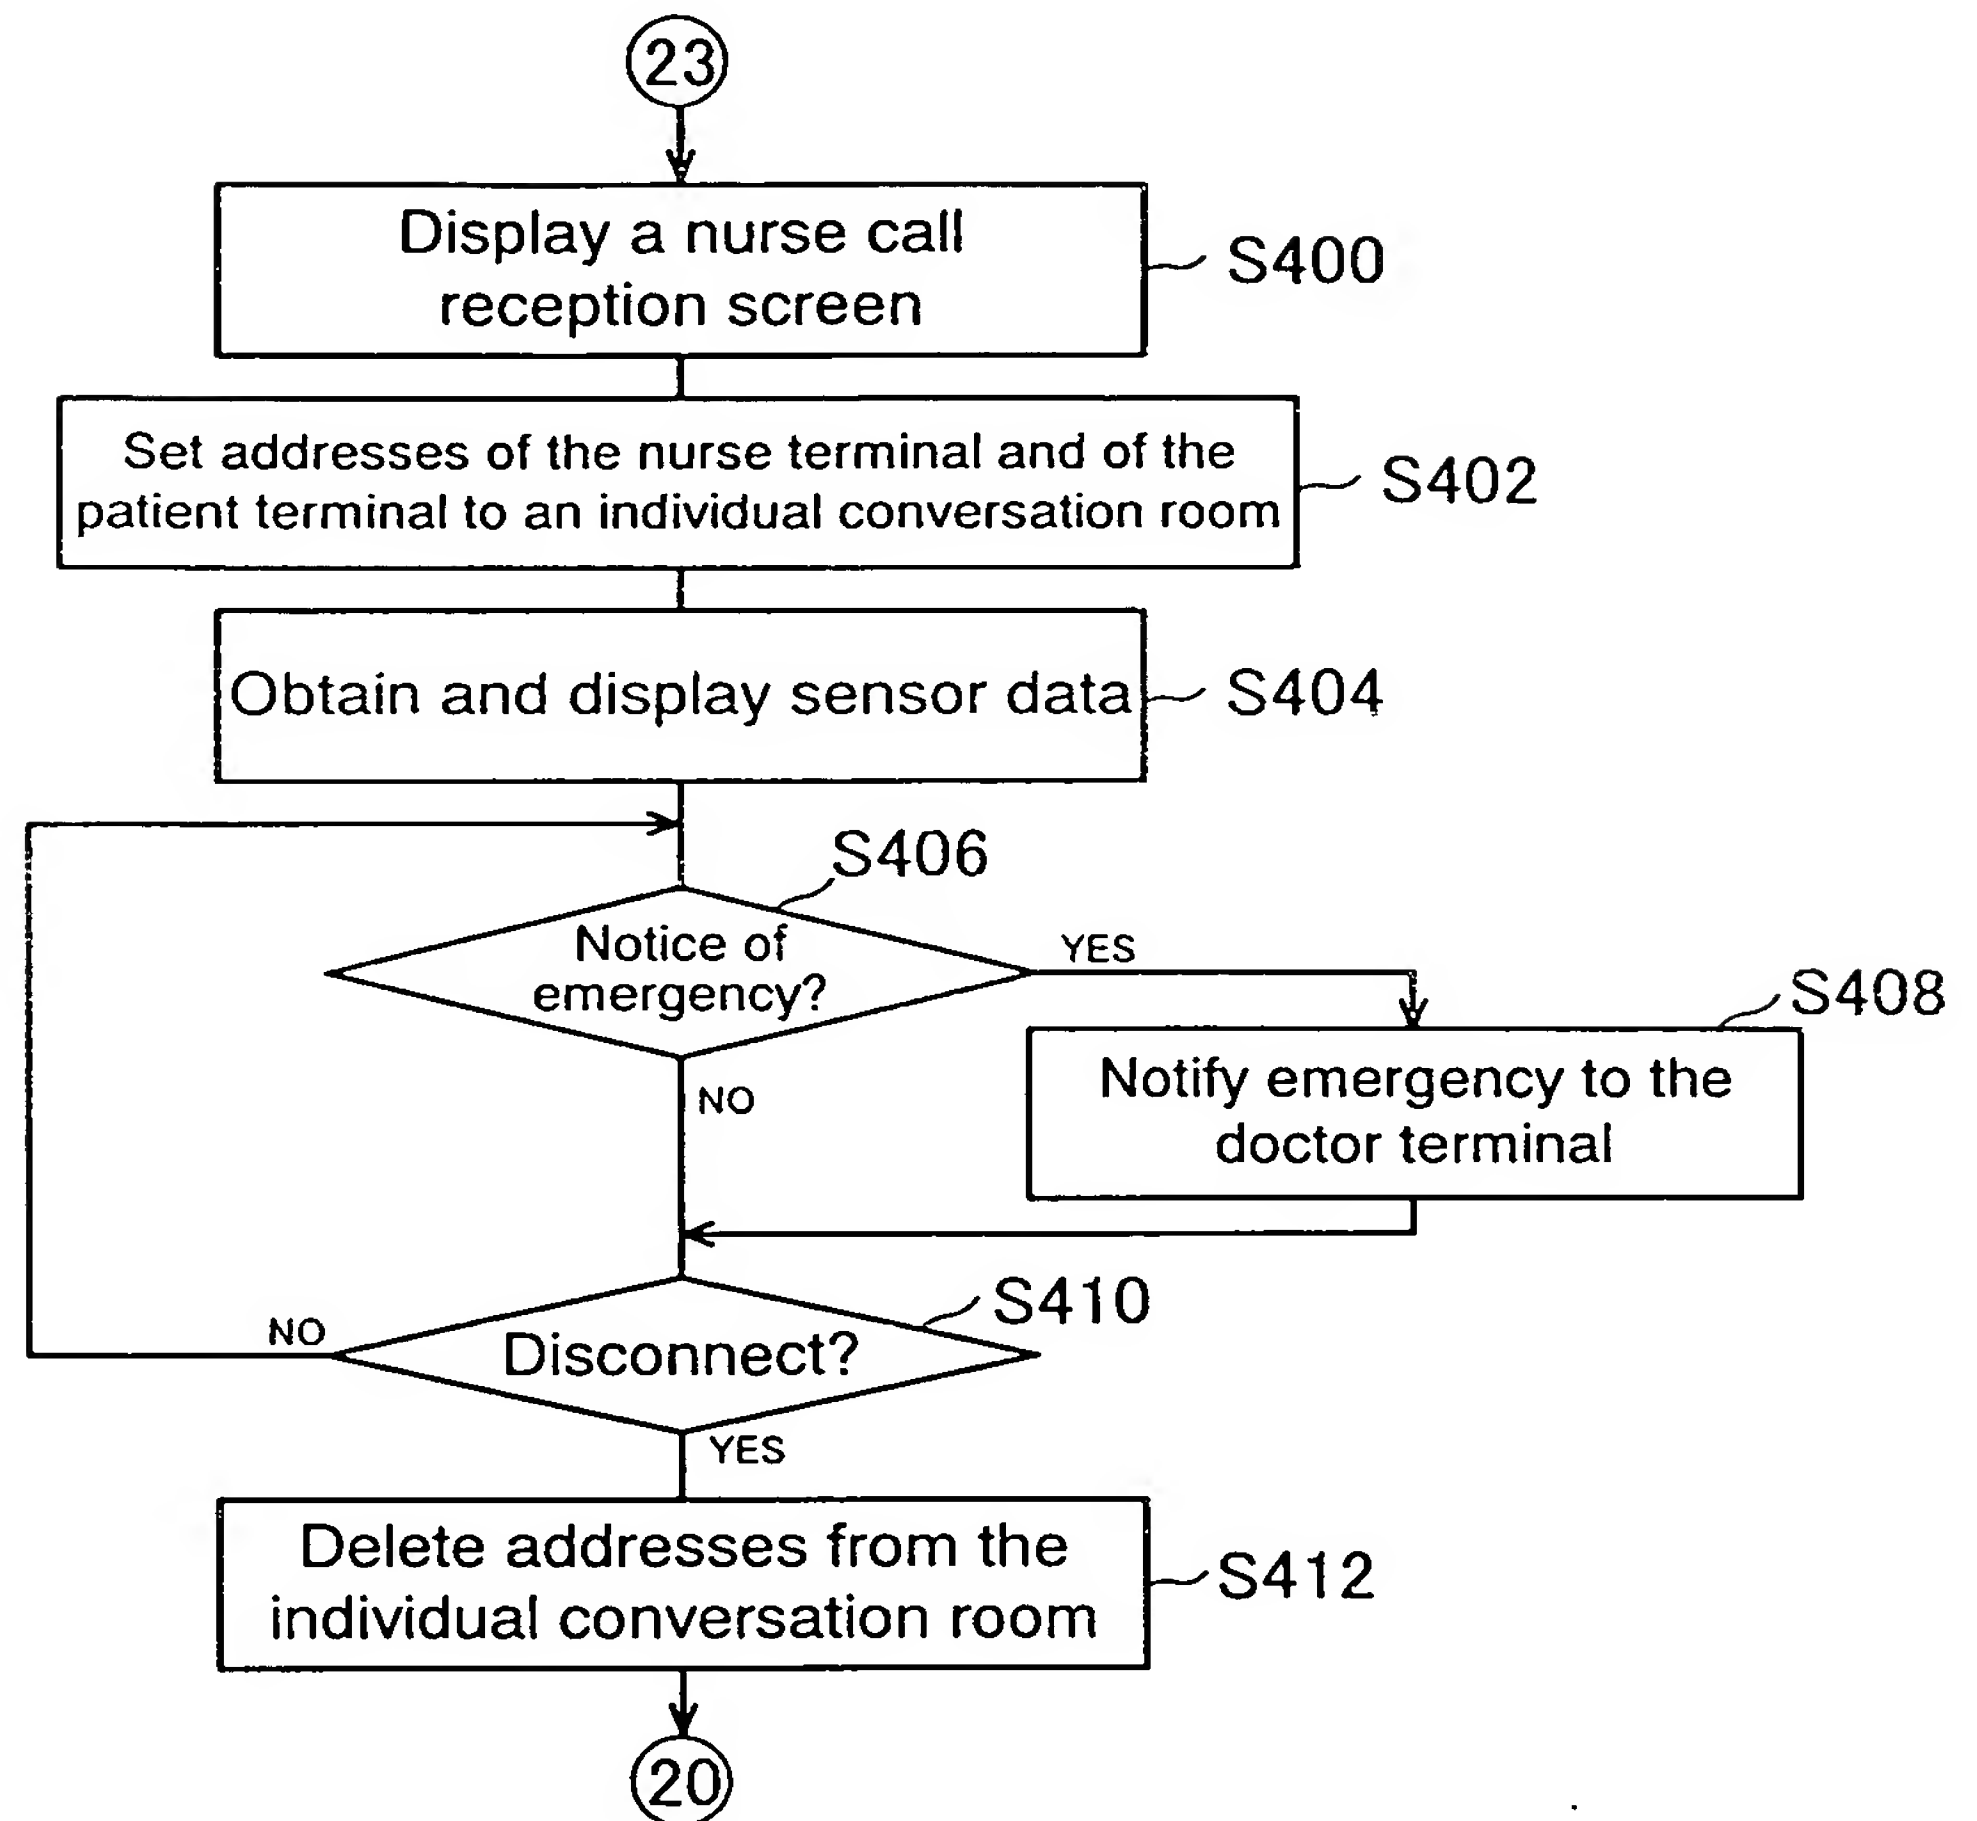 23
Display a nurse call
reception screen
S400
Set addresses of the nurse terminal and of the
patient terminal to an individual conversation room
S402
Obtain and display sensor data
S404
S406
Notice of
emergency?
YES
NO
S408
Notify emergency to the
doctor terminal
S410
Disconnect?
NO
YES
Delete addresses from the
individual conversation room
S412
20